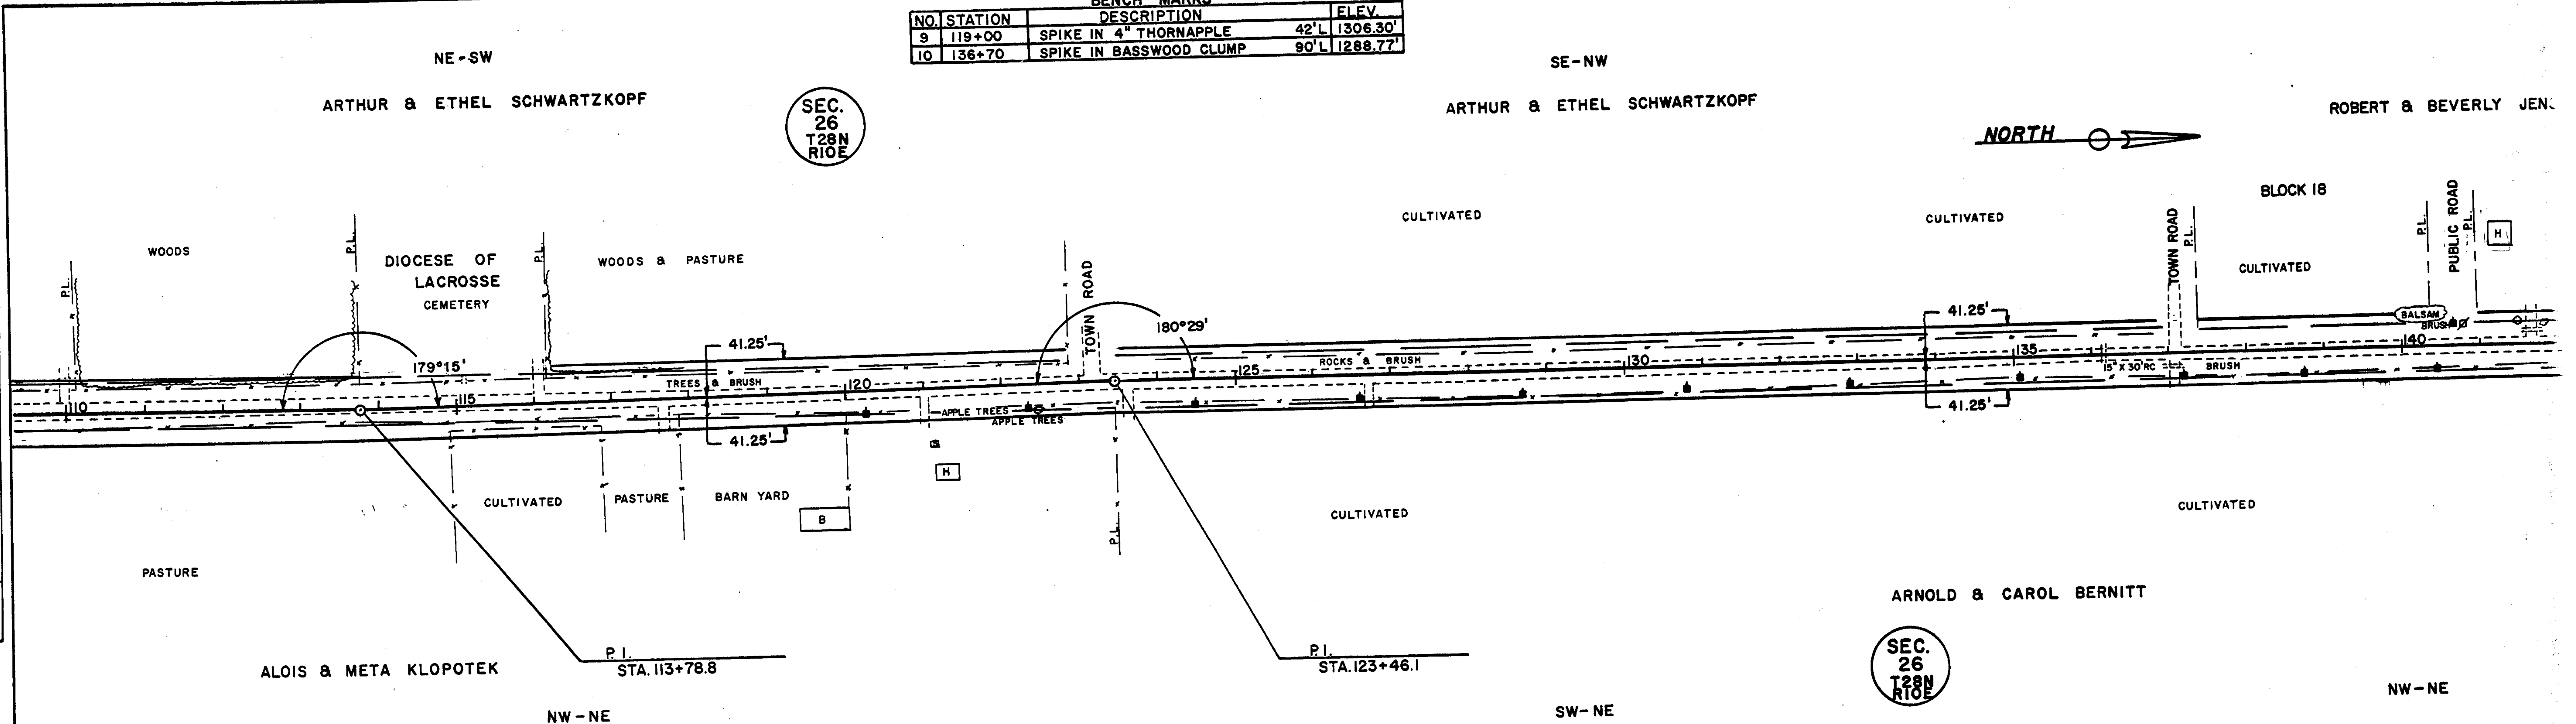 BENCH MARKS
NO. STATION DESCRIPTION ELEV.
9 119+00 SPIKE IN 4" THORNAPPLE 42'L 1306.30'
10 136+70 SPIKE IN BASSWOOD CLUMP 90'L 1288.77'
NE-SW
ARTHUR & ETHEL SCHWARTZKOPF
SEC.
26
T28N
R10E
SE-NW
ARTHUR & ETHEL SCHWARTZKOPF
ROBERT & BEVERLY
NORTH
BLOCK 18
WOODS
P.L.
P.L.
DIOCESE OF
LACROSSE
CEMETERY
P.L.
WOODS & PASTURE
TOWN ROAD
CULTIVATED
CULTIVATED
TOWN ROAD
P.L.
CULTIVATED
P.L.
PUBLIC ROAD
P.L.
H
179°15'
41.25'
180°29'
41.25'
BALSAM
BRUSH
TREES & BRUSH
ROCKS & BRUSH
110
115
120
125
130
135
140
15" X 30' RC
BRUSH
APPLE TREES
APPLE TREES
41.25'
41.25'
H
CULTIVATED
PASTURE
BARN YARD
B
P.L.
CULTIVATED
CULTIVATED
PASTURE
ARNOLD & CAROL BERNITT
ALOIS & META KLOPOTEK
P.I.
STA. 113+78.8
P.I.
STA. 123+46.1
SEC.
26
T28N
R10E
NW-NE
SW-NE
NW-NE